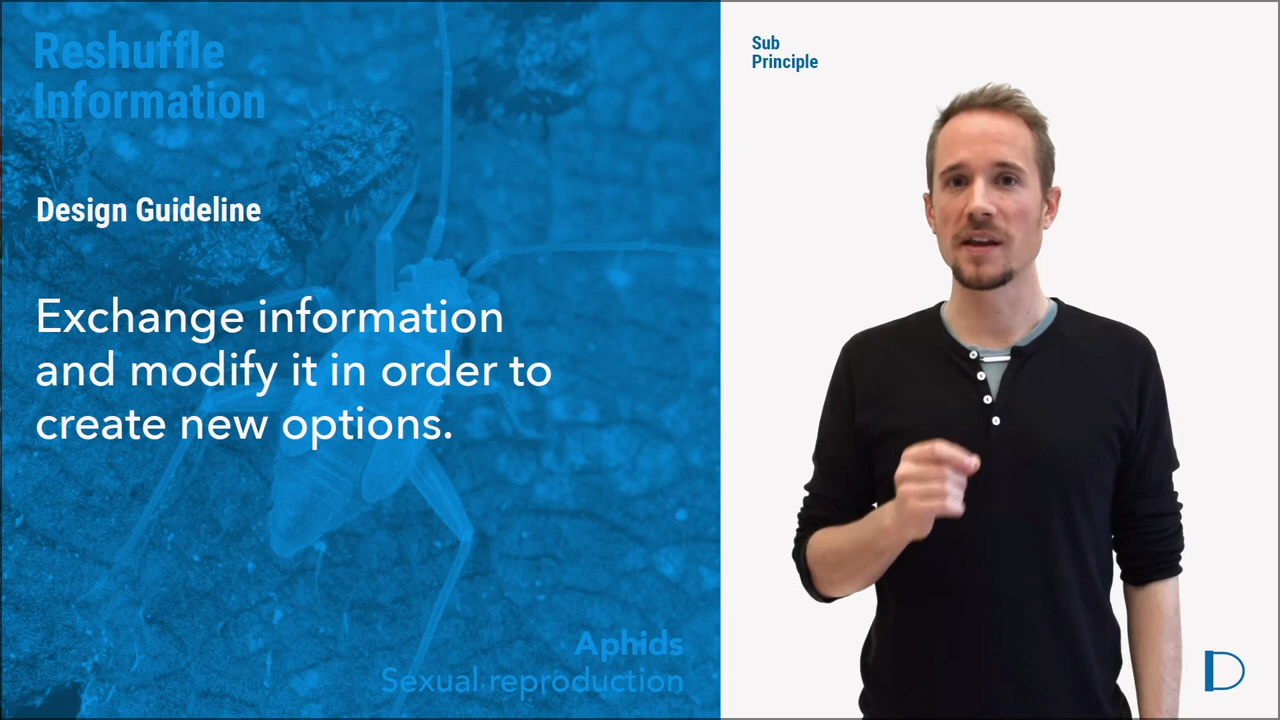 Reshuffle
Information
Design Guideline
Exchange information
and modify it in order to
create new options.
Aphids
Sexual reproduction
Sub
Principle
D